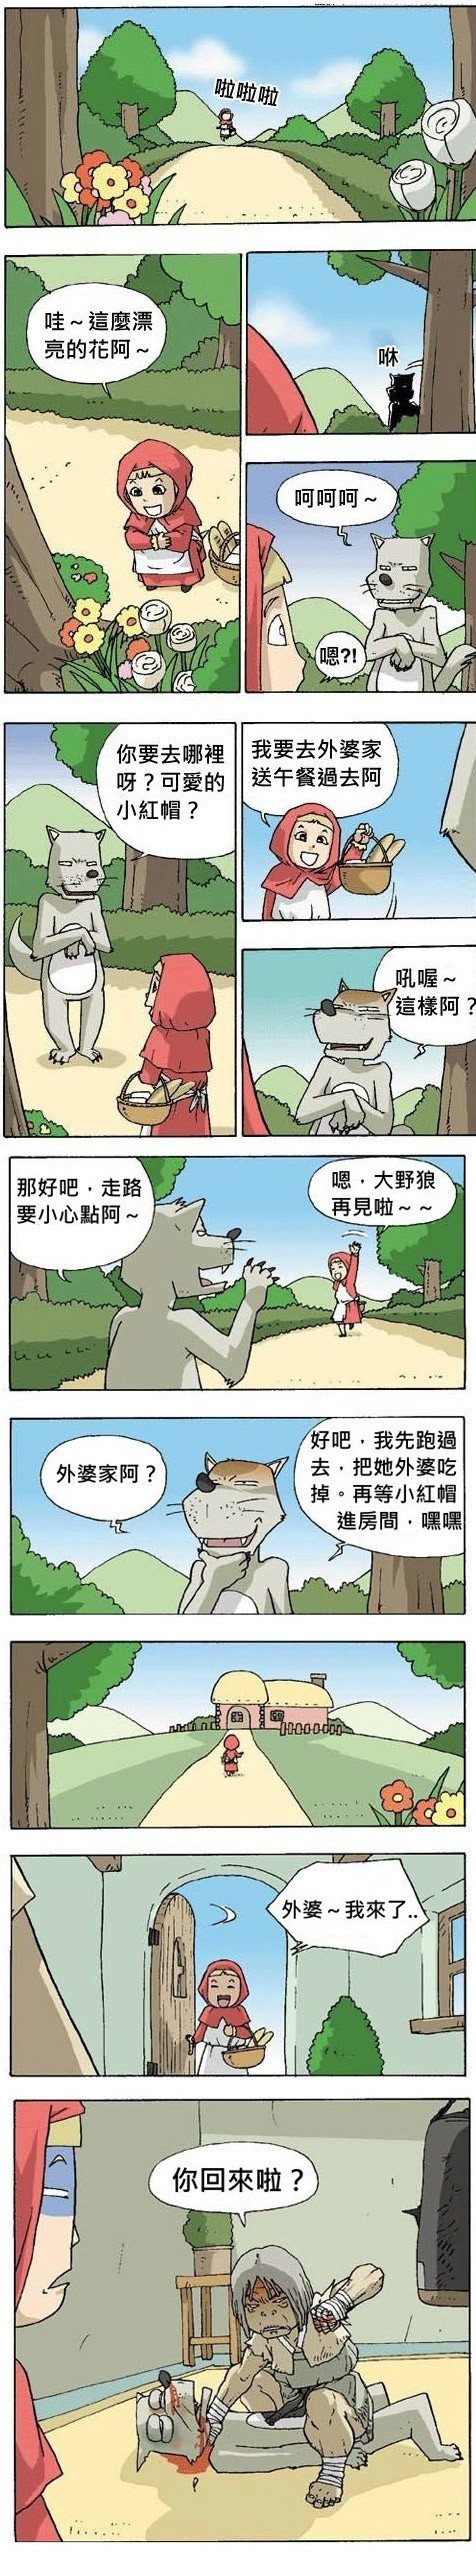 啦啦啦
哇～這麼漂
亮的花阿～
咻
呵呵呵～
嗯?!
你要去哪裡
呀？可愛的
小紅帽？
我要去外婆家
送午餐過去阿
吼喔～
這樣阿？
那好吧，走路
要小心點阿～
嗯，大野狼
再見啦～～
外婆家阿？
好吧，我先跑過
去，把她外婆吃
掉。再等小紅帽
進房間，嘿嘿
外婆～我來了..
你回來啦？